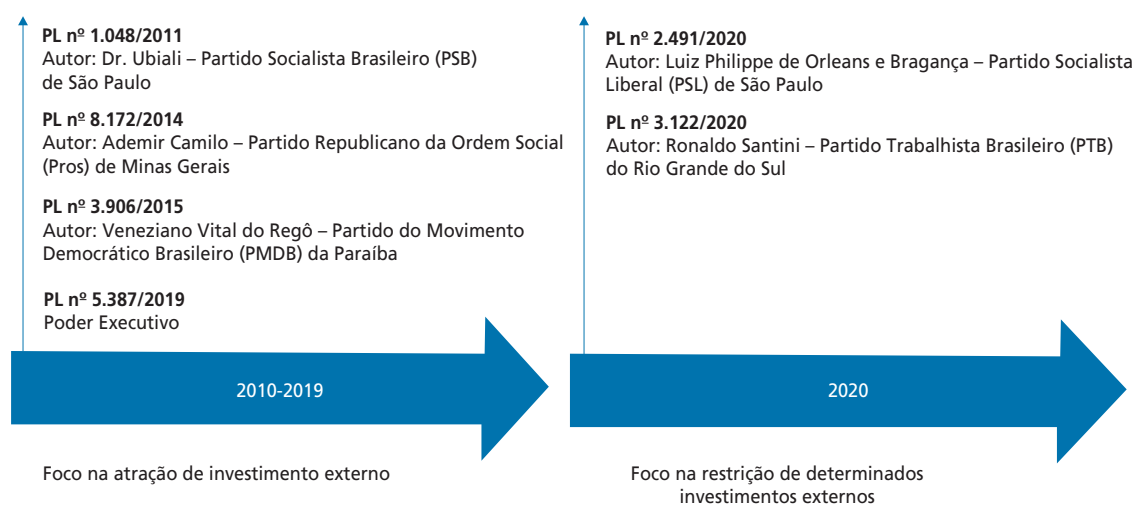 PL nº 1.048/2011
Autor: Dr. Ubiali – Partido Socialista Brasileiro (PSB)
de São Paulo
PL nº 8.172/2014
Autor: Ademir Camilo – Partido Republicano da Ordem Social
(Pros) de Minas Gerais
PL nº 3.906/2015
Autor: Veneziano Vital do Regô – Partido do Movimento
Democrático Brasileiro (PMDB) da Paraíba
PL nº 5.387/2019
Poder Executivo
2010-2019
Foco na atração de investimento externo
PL nº 2.491/2020
Autor: Luiz Philippe de Orleans e Bragança – Partido Socialista
Liberal (PSL) de São Paulo
PL nº 3.122/2020
Autor: Ronaldo Santini – Partido Trabalhista Brasileiro (PTB)
do Rio Grande do Sul
2020
Foco na restrição de determinados
investimentos externos